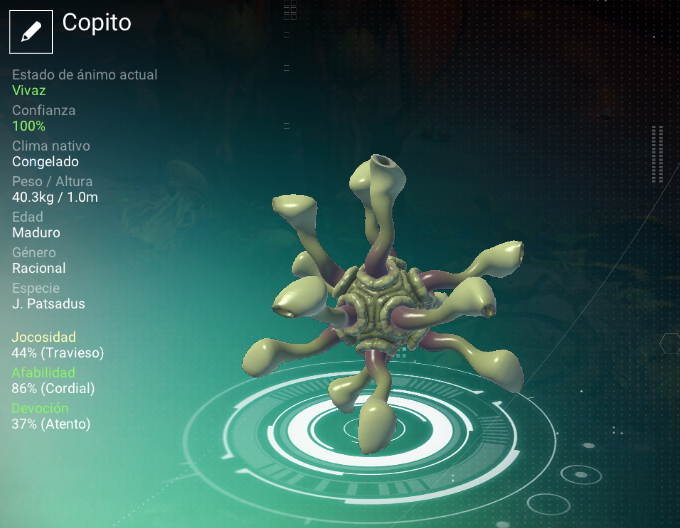 Copito
Estado de ánimo actual
Vivaz
Confianza
100%
Clima nativo
Congelado
Peso / Altura
40.3kg / 1.0m
Edad
Maduro
Género
Racional
Especie
J. Patsadus
Jocosidad
44% (Travieso)
Afabilidad
86% (Cordial)
Devoción
37% (Atento)